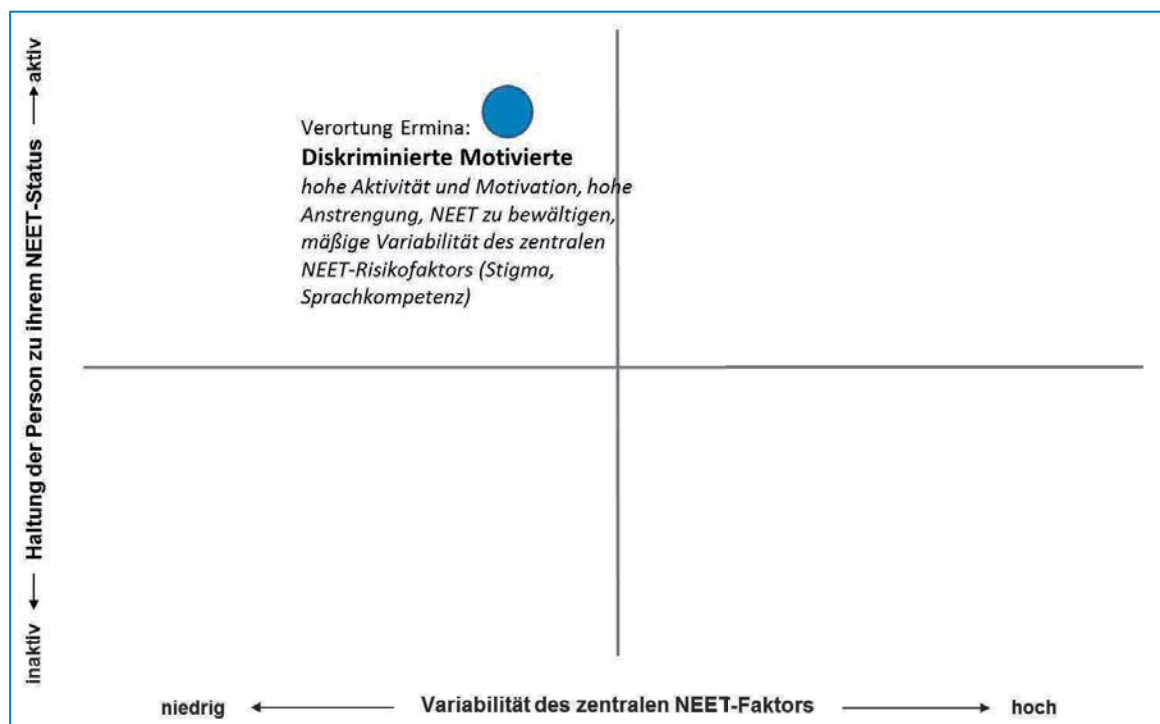 inaktiv ← Haltung der Person zu ihrem NEET-Status → aktiv
Verortung Ermina:
Diskriminierte Motivierte
hohe Aktivität und Motivation, hohe
Anstrengung, NEET zu bewältigen,
mäßige Variabilität des zentralen
NEET-Risikofaktors (Stigma,
Sprachkompetenz)
niedrig ← Variabilität des zentralen NEET-Faktors → hoch